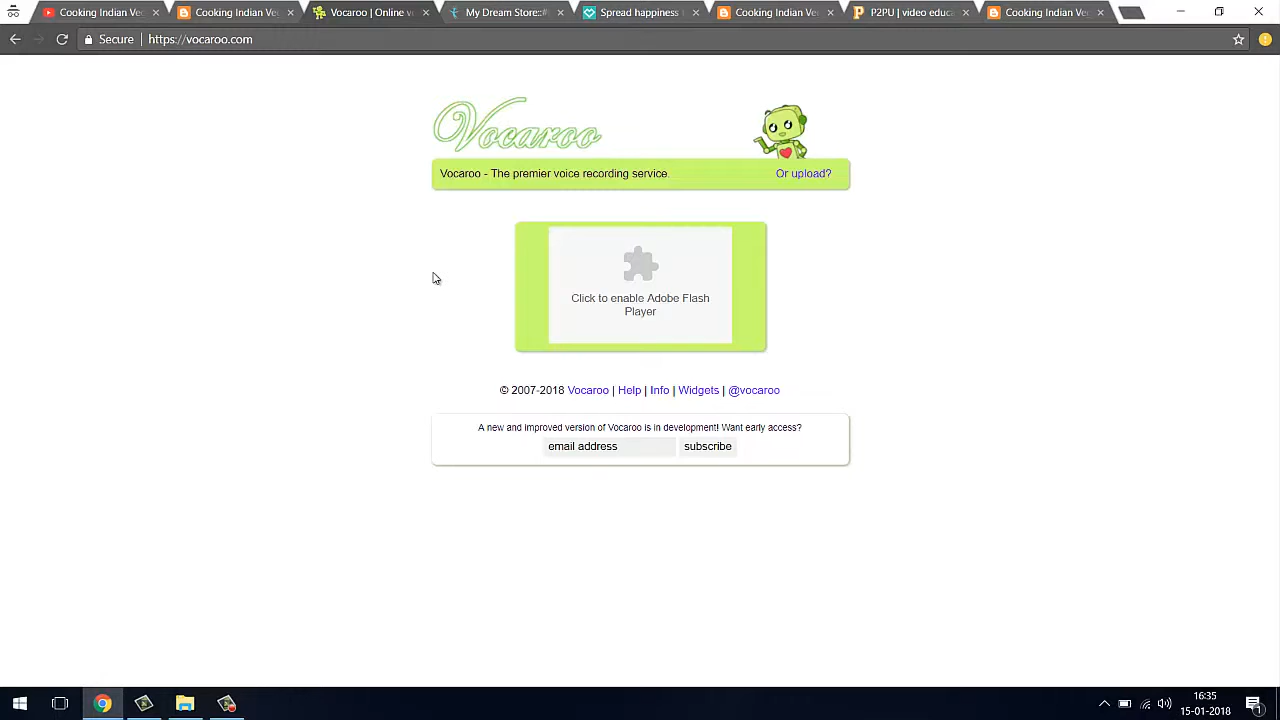 Cooking Indian Ve
Cooking Indian Ve
Vocaroo | Online v
My Dream Store::#
Spread happiness
Cooking Indian Ve
P2PU | video educ
Cooking Indian Ve
Secure
https://vocaroo.com
Vocaroo
Vocaroo - The premier voice recording service.
Or upload?
Click to enable Adobe Flash
Player
© 2007-2018 Vocaroo | Help | Info | Widgets | @vocaroo
A new and improved version of Vocaroo is in development! Want early access?
email address
subscribe
16:35
15-01-2018
1